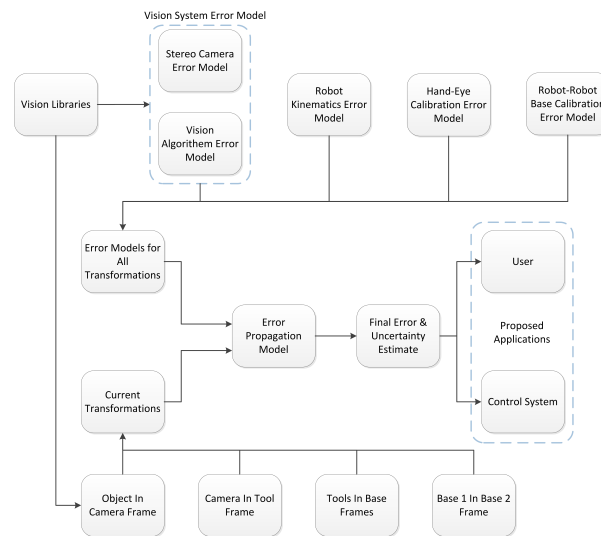 Vision System Error Model
Stereo Camera
Error Model
Vision Libraries
Vision
Algorithem Error
Model
Robot
Kinematics Error
Model
Hand-Eye
Calibration Error
Model
Robot-Robot
Base Calibration
Error Model
Error Models for
All
Transformations
User
Error
Propagation
Model
Final Error &
Uncertainty
Estimate
Proposed
Applications
Current
Transformations
Control System
Object In
Camera Frame
Camera In Tool
Frame
Tools In Base
Frames
Base 1 In Base 2
Frame